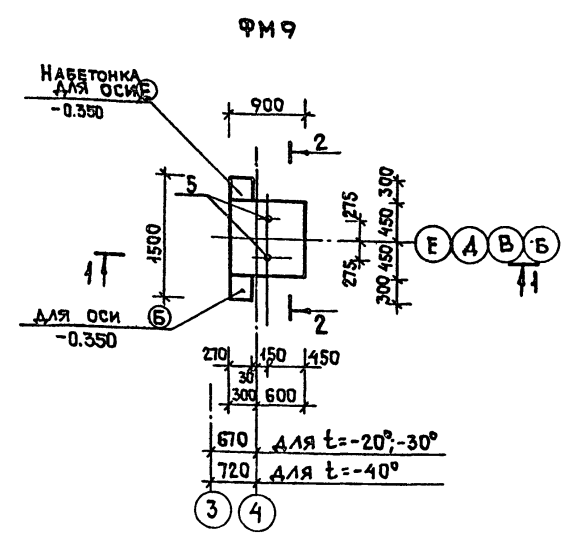 ФМ9
НАБЕТОНКА
ДЛЯ ОСИ Е
-0.350
900
2
5
1500
275
275
300
450
450
300
Е Д В Б
1
1
ДЛЯ ОСИ Б
-0.350
2
270 150 450
30
300 600
670 ДЛЯ t=-20°;-30°
720 ДЛЯ t=-40°
3 4